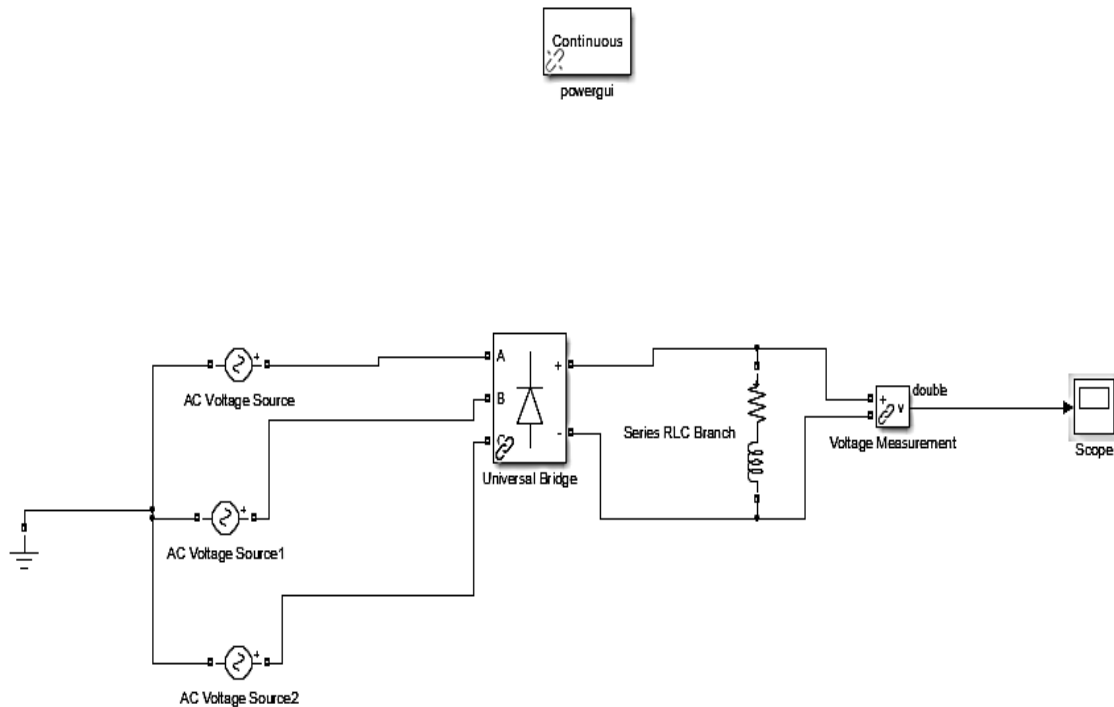 Continuous
powergui
AC Voltage Source
A
B
C
+
-
Universal Bridge
Series RLC Branch
+
-
v
double
Voltage Measurement
Scope
+
AC Voltage Source1
+
AC Voltage Source2
+